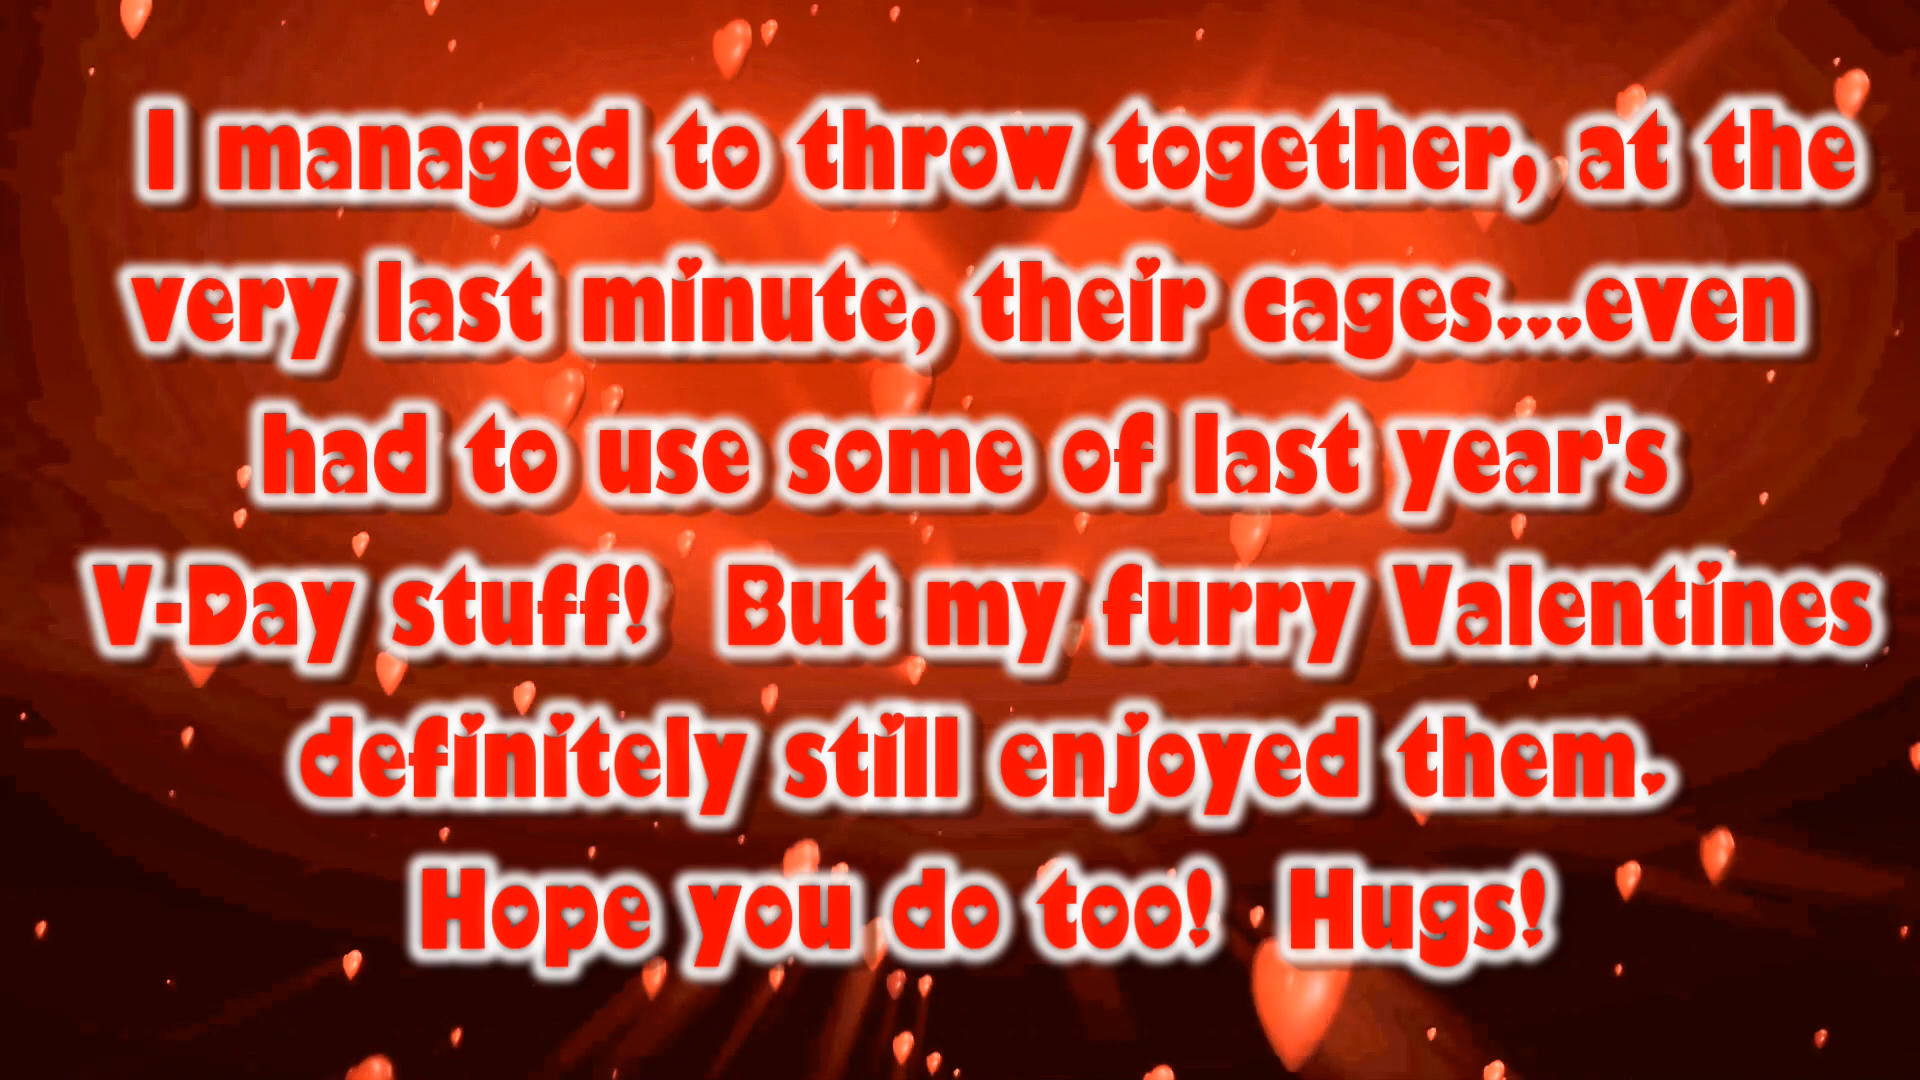 I managed to throw together, at the
very last minute, their cages...even
had to use some of last year's
V-Day stuff! But my furry Valentines
definitely still enjoyed them.
Hope you do too! Hugs!